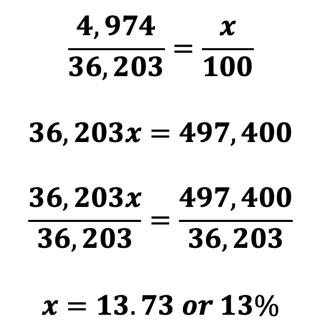 4,974/36,203 = x/100
36,203x = 497,400
36,203x/36,203 = 497,400/36,203
x = 13.73 or 13%